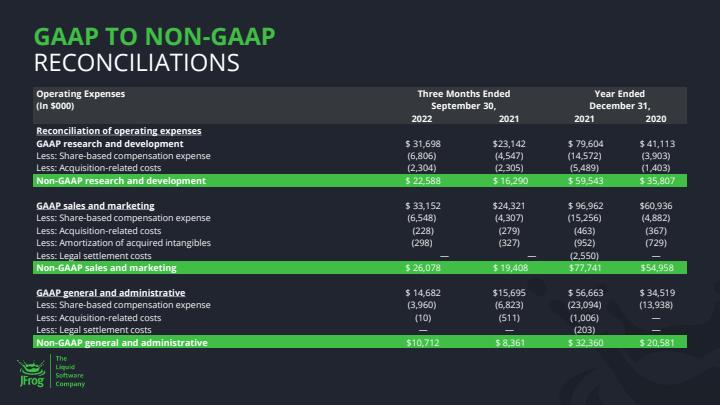 GAAP TO NON-GAAP
RECONCILIATIONS
Operating Expenses Three Months Ended Year Ended
(In $000) September 30, December 31,
2022 2021 2021 2020
Reconciliation of operating expenses
GAAP research and development $ 31,698 $23,142 $ 79,604 $ 41,113
Less: Share-based compensation expense (6,806) (4,547) (14,572) (3,903)
Less: Acquisition-related costs (2,304) (2,305) (5,489) (1,403)
Non-GAAP research and development $ 22,588 $ 16,290 $ 59,543 $ 35,807
GAAP sales and marketing $ 33,152 $24,321 $ 96,962 $60,936
Less: Share-based compensation expense (6,548) (4,307) (15,256) (4,882)
Less: Acquisition-related costs (228) (279) (463) (367)
Less: Amortization of acquired intangibles (298) (327) (952) (729)
Less: Legal settlement costs — — (2,550) —
Non-GAAP sales and marketing $ 26,078 $ 19,408 $77,741 $54,958
GAAP general and administrative $ 14,682 $15,695 $ 56,663 $ 34,519
Less: Share-based compensation expense (3,960) (6,823) (23,094) (13,938)
Less: Acquisition-related costs (10) (511) (1,006) —
Less: Legal settlement costs — — (203) —
Non-GAAP general and administrative $10,712 $ 8,361 $ 32,360 $ 20,581
JFrog
The
Liquid
Software
Company